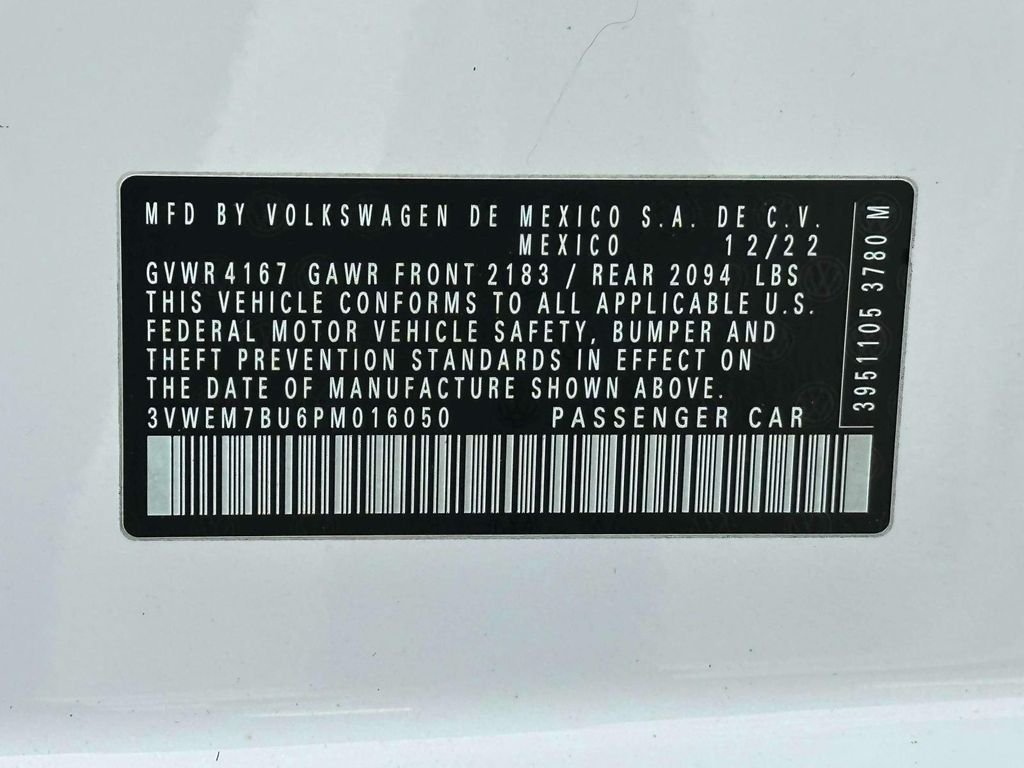 MFD BY VOLKSWAGEN DE MEXICO S.A. DE C.V.
MEXICO 12/22
GVWR 4167 GAWR FRONT 2183 / REAR 2094 LBS
THIS VEHICLE CONFORMS TO ALL APPLICABLE U.S.
FEDERAL MOTOR VEHICLE SAFETY, BUMPER AND
THEFT PREVENTION STANDARDS IN EFFECT ON
THE DATE OF MANUFACTURE SHOWN ABOVE.
3VWEM7BU6PM016050 PASSENGER CAR
3951105 3780 M